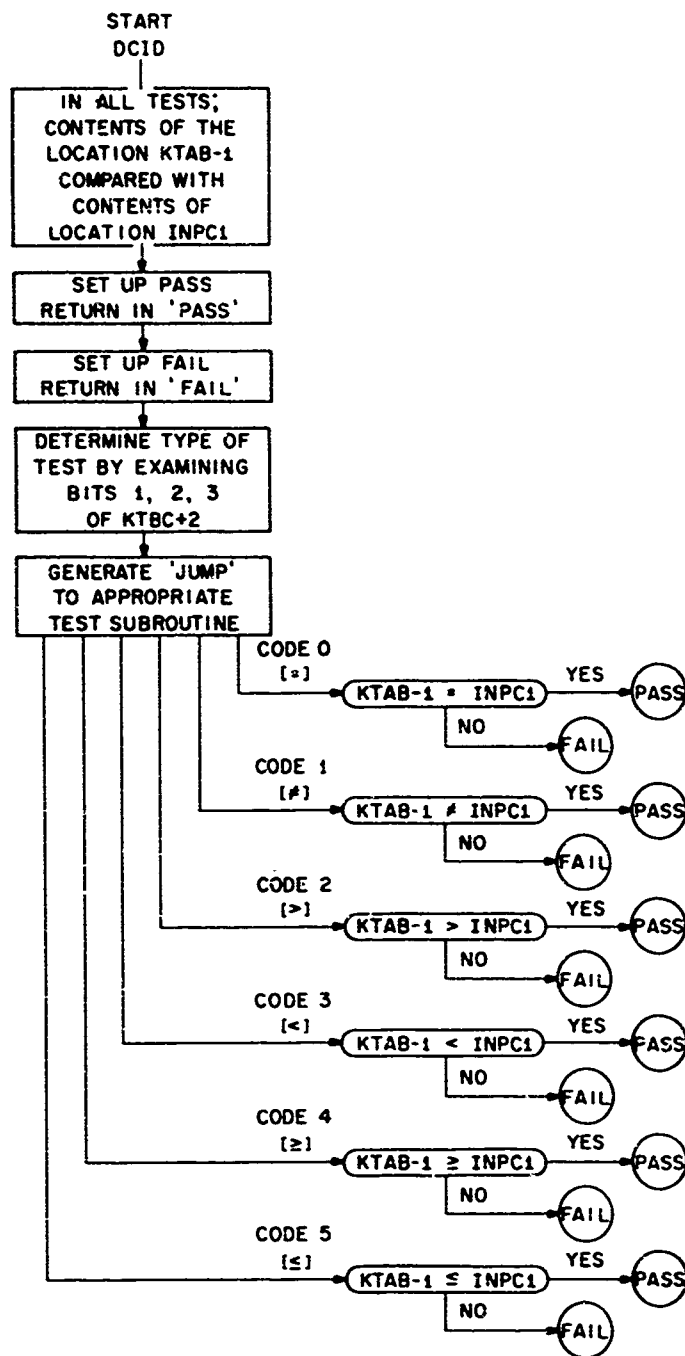 START
DCID
IN ALL TESTS;
CONTENTS OF THE
LOCATION KTAB-1
COMPARED WITH
CONTENTS OF
LOCATION INPC1
SET UP PASS
RETURN IN 'PASS'
SET UP FAIL
RETURN IN 'FAIL'
DETERMINE TYPE OF
TEST BY EXAMINING
BITS 1, 2, 3
OF KTBC+2
GENERATE 'JUMP'
TO APPROPRIATE
TEST SUBROUTINE
CODE 0
[=]
KTAB-1 = INPC1
YES
PASS
NO
FAIL
CODE 1
[≠]
KTAB-1 ≠ INPC1
YES
PASS
NO
FAIL
CODE 2
[>]
KTAB-1 > INPC1
YES
PASS
NO
FAIL
CODE 3
[<]
KTAB-1 < INPC1
YES
PASS
NO
FAIL
CODE 4
[≥]
KTAB-1 ≥ INPC1
YES
PASS
NO
FAIL
CODE 5
[≤]
KTAB-1 ≤ INPC1
YES
PASS
NO
FAIL